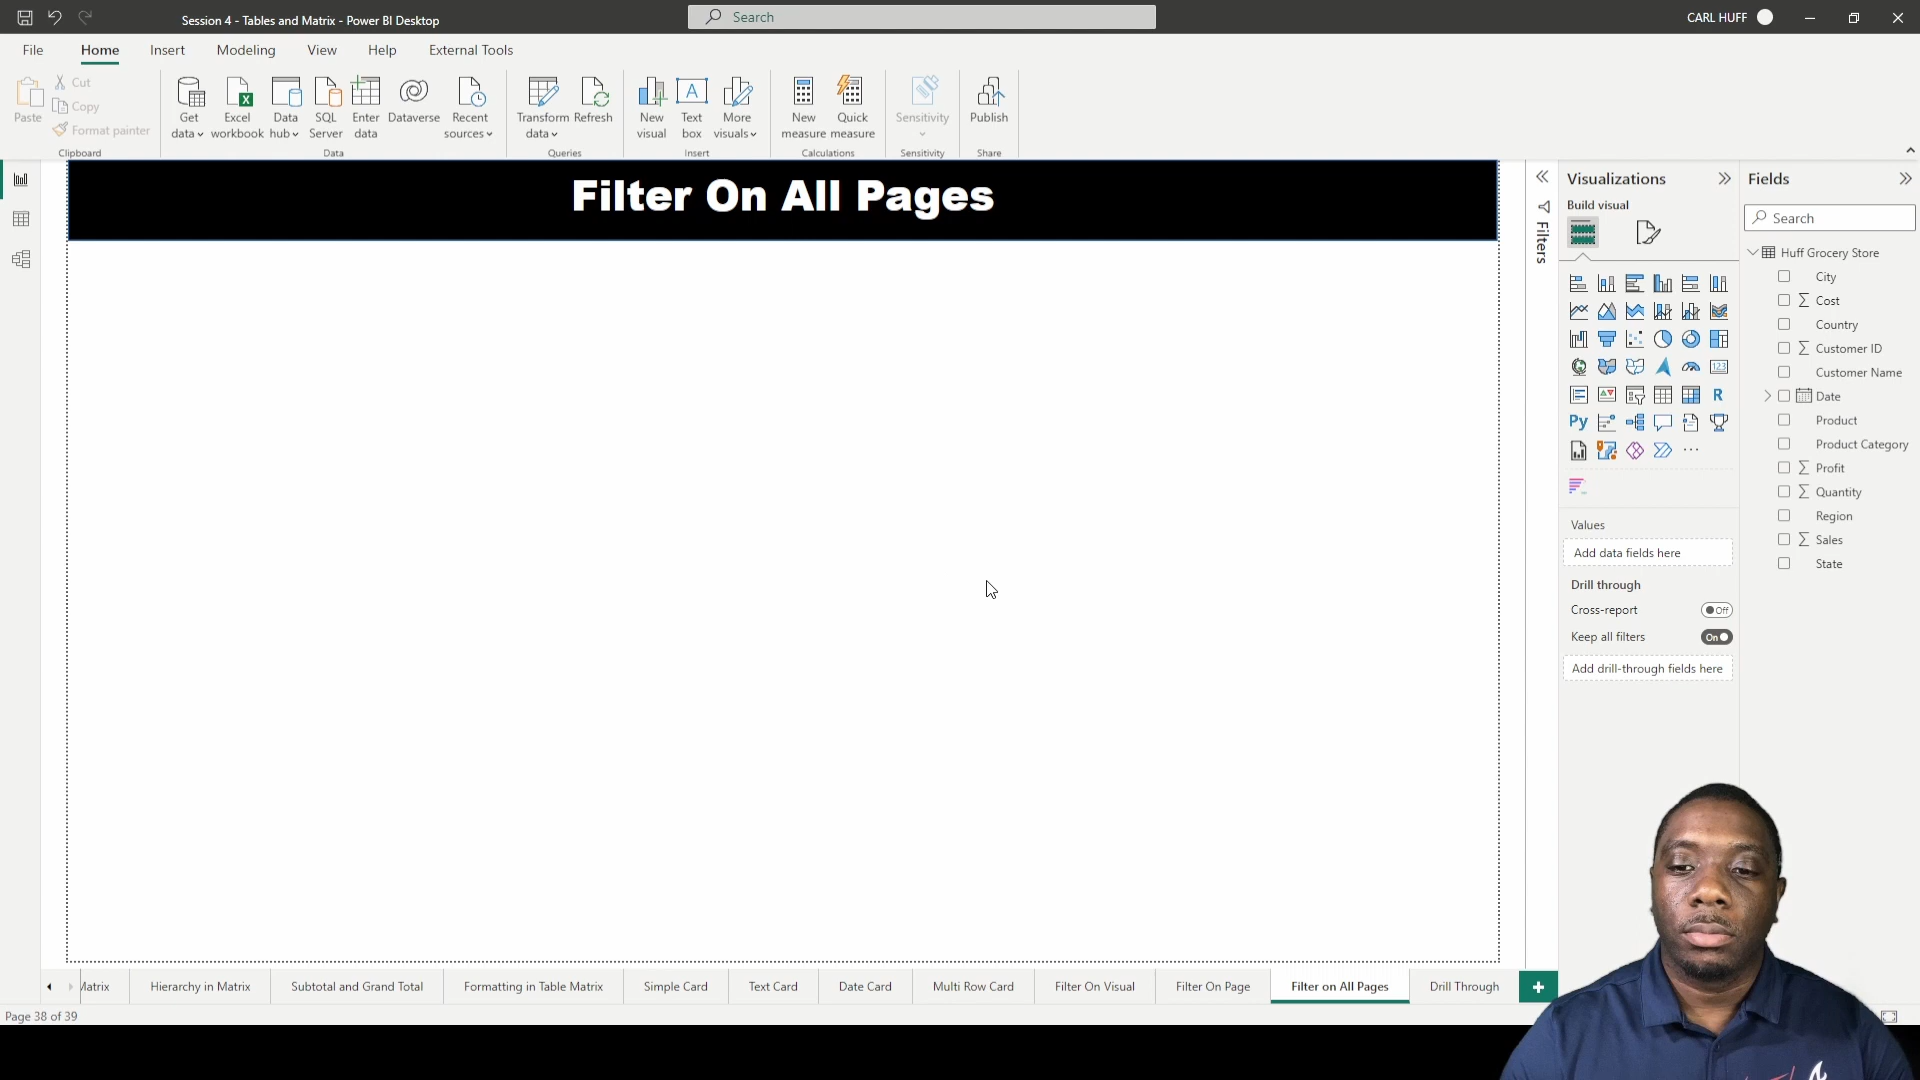 Session 4 - Tables and Matrix - Power BI Desktop
Search
CARL HUFF
File
Home
Insert
Modeling
View
Help
External Tools
Paste
Cut
Copy
Format painter
Clipboard
Get data
Excel workbook
Data hub
SQL Server
Enter data
Dataverse
Recent sources
Data
Transform data
Refresh
Queries
New visual
Text box
More visuals
Insert
New measure
Quick measure
Calculations
Sensitivity
Sensitivity
Publish
Share
Filter On All Pages
Filters
Visualizations
Build visual
R
Py
123
Values
Add data fields here
Drill through
Cross-report
Off
Keep all filters
On
Add drill-through fields here
Fields
Search
Huff Grocery Store
City
Cost
Country
Customer ID
Customer Name
Date
Product
Product Category
Profit
Quantity
Region
Sales
State
Matrix
Hierarchy in Matrix
Subtotal and Grand Total
Formatting in Table Matrix
Simple Card
Text Card
Date Card
Multi Row Card
Filter On Visual
Filter On Page
Filter on All Pages
Drill Through
Page 38 of 39